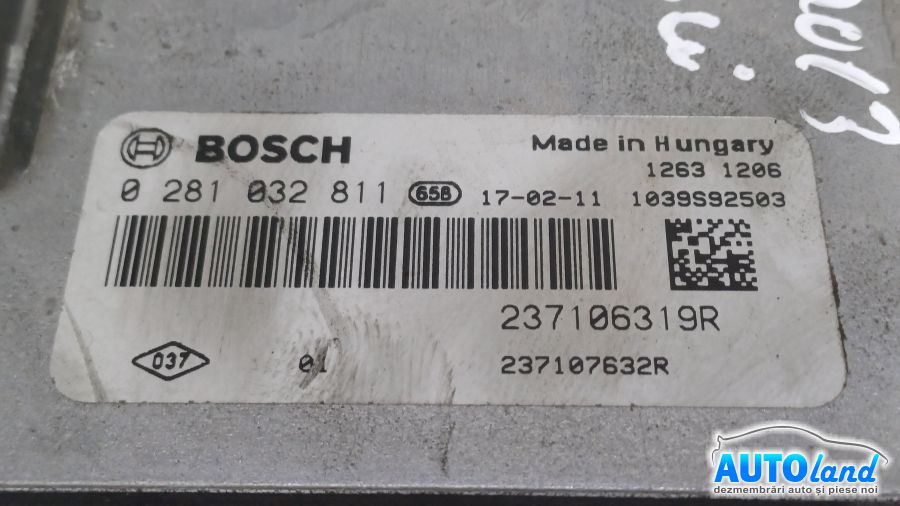 BOSCH
Made in Hungary
1263 1206
0 281 032 811 658 17-02-11 1039S92503
237106319R
037 01 237107632R
AUTOland
dezmembrări auto și piese noi